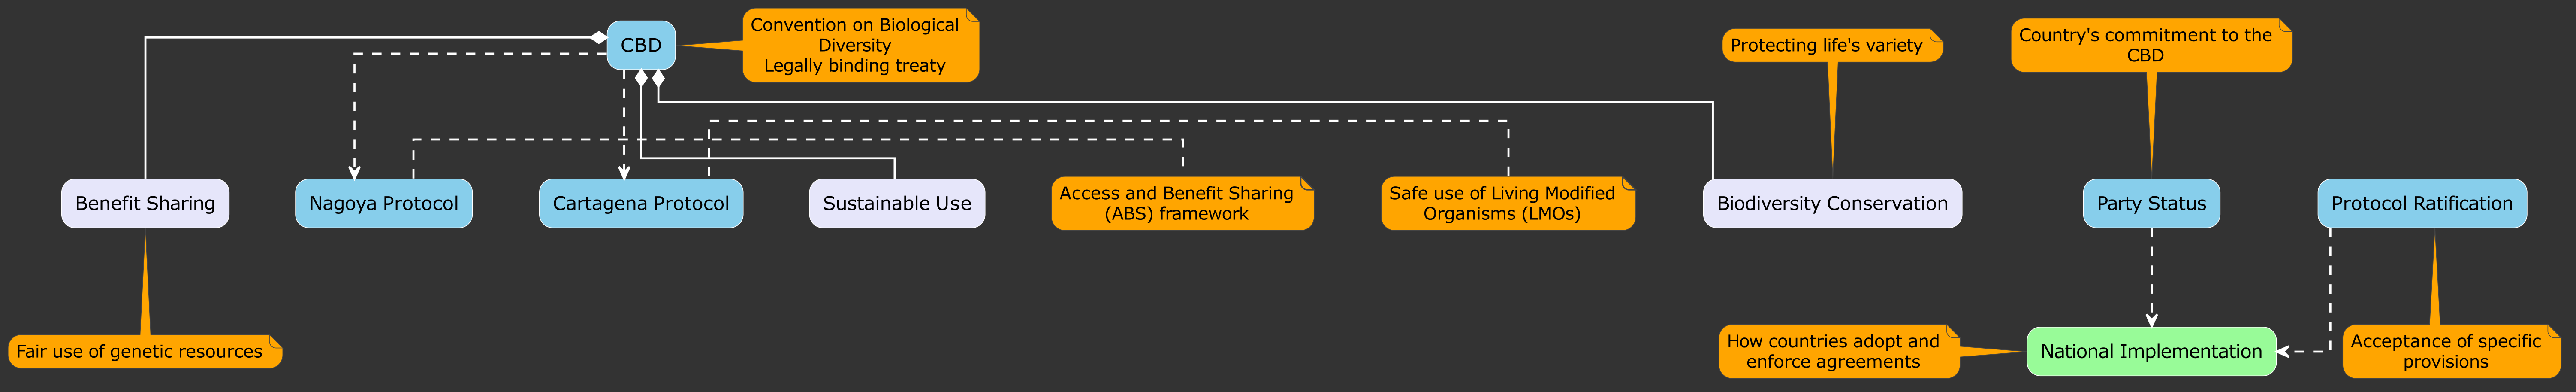 CBD
Convention on Biological
Diversity
Legally binding treaty
Protecting life's variety
Country's commitment to the
CBD
Benefit Sharing
Nagoya Protocol
Cartagena Protocol
Sustainable Use
Access and Benefit Sharing
(ABS) framework
Safe use of Living Modified
Organisms (LMOs)
Biodiversity Conservation
Party Status
Protocol Ratification
Fair use of genetic resources
How countries adopt and
enforce agreements
National Implementation
Acceptance of specific
provisions